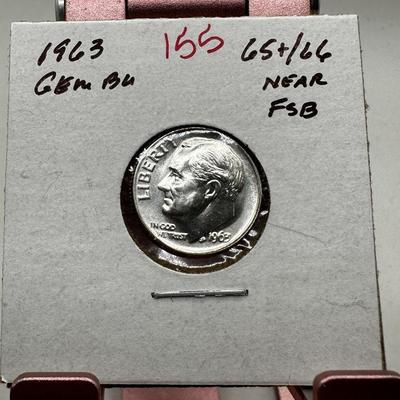 1963 155 65+/66
GEM BU NEAR
FSB
LIBERTY
IN GOD
WE TRUST 1963